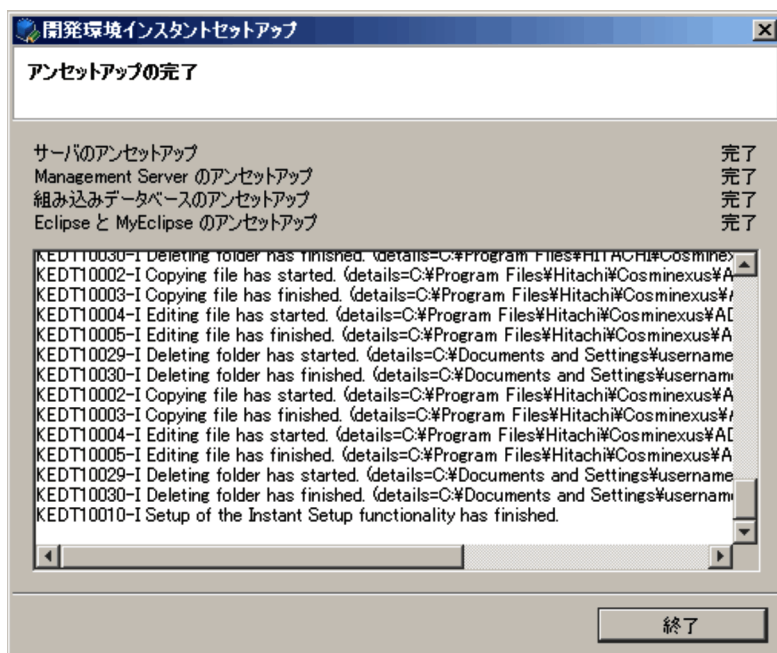 開発環境インスタントセットアップ
アンセットアップの完了
サーバのアンセットアップ 完了
Management Server のアンセットアップ 完了
組み込みデータベースのアンセットアップ 完了
Eclipse と MyEclipse のアンセットアップ 完了
KEDT10030-I Deleting folder has finished. (details=C:¥Program Files¥HITACHI¥Cosminex
KEDT10002-I Copying file has started. (details=C:¥Program Files¥Hitachi¥Cosminexus¥A
KEDT10003-I Copying file has finished. (details=C:¥Program Files¥Hitachi¥Cosminexus¥
KEDT10004-I Editing file has started. (details=C:¥Program Files¥Hitachi¥Cosminexus¥AD
KEDT10005-I Editing file has finished. (details=C:¥Program Files¥Hitachi¥Cosminexus¥A
KEDT10029-I Deleting folder has started. (details=C:¥Documents and Settings¥username
KEDT10030-I Deleting folder has finished. (details=C:¥Documents and Settings¥usernam
KEDT10002-I Copying file has started. (details=C:¥Program Files¥Hitachi¥Cosminexus¥A
KEDT10003-I Copying file has finished. (details=C:¥Program Files¥Hitachi¥Cosminexus¥
KEDT10004-I Editing file has started. (details=C:¥Program Files¥Hitachi¥Cosminexus¥AD
KEDT10005-I Editing file has finished. (details=C:¥Program Files¥Hitachi¥Cosminexus¥A
KEDT10029-I Deleting folder has started. (details=C:¥Documents and Settings¥username
KEDT10030-I Deleting folder has finished. (details=C:¥Documents and Settings¥usernam
KEDT10010-I Setup of the Instant Setup functionality has finished.
終了